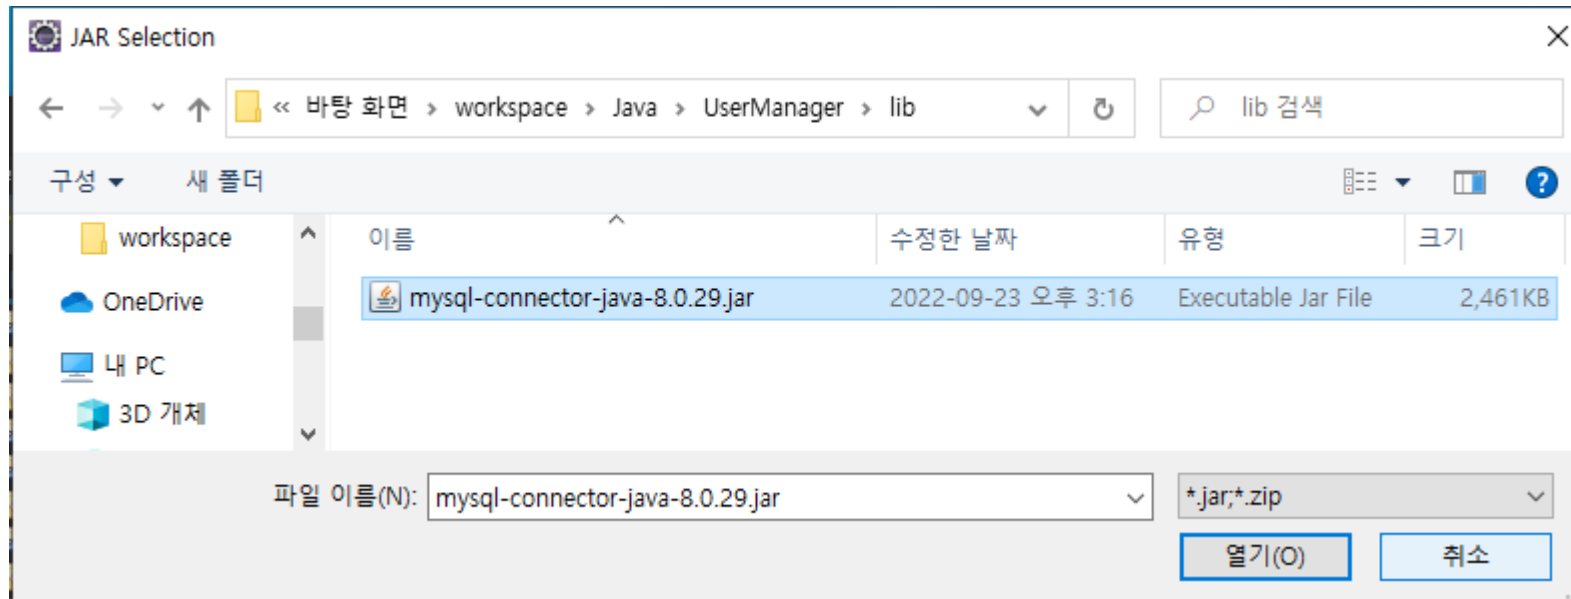 JAR Selection
« 바탕 화면 › workspace › Java › UserManager › lib
lib 검색
구성
새 폴더
workspace
OneDrive
내 PC
3D 개체
이름 수정한 날짜 유형 크기
mysql-connector-java-8.0.29.jar 2022-09-23 오후 3:16 Executable Jar File 2,461KB
파일 이름(N): mysql-connector-java-8.0.29.jar *.jar;*.zip
열기(O) 취소